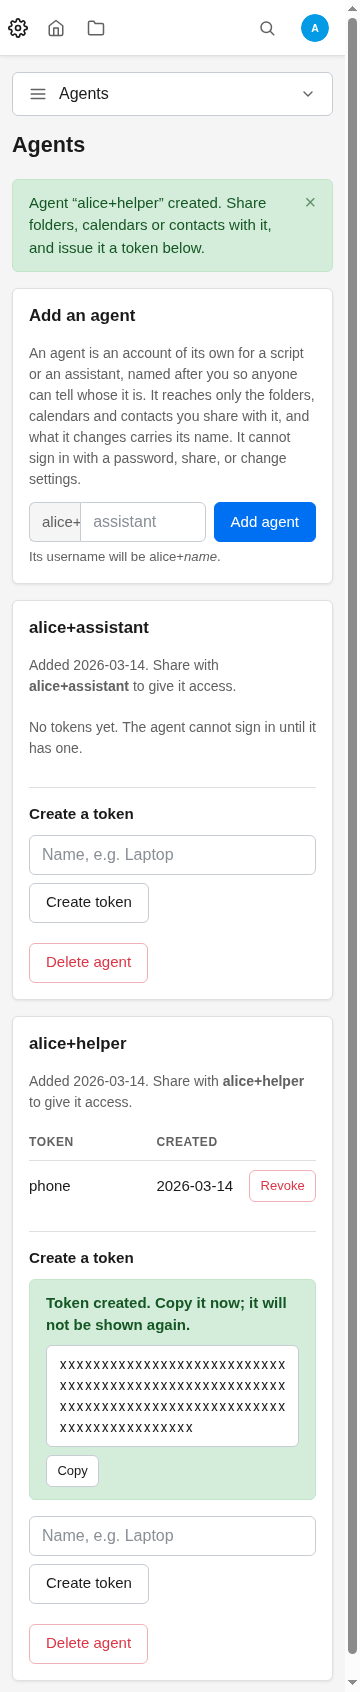 A
Agents
Agents
Agent “alice+helper” created. Share
folders, calendars or contacts with it,
and issue it a token below.
×
Add an agent
An agent is an account of its own for a script
or an assistant, named after you so anyone
can tell whose it is. It reaches only the folders,
calendars and contacts you share with it, and
what it changes carries its name. It cannot
sign in with a password, share, or change
settings.
alice+ assistant Add agent
Its username will be alice+name.
alice+assistant
Added 2026-03-14. Share with
alice+assistant to give it access.
No tokens yet. The agent cannot sign in until it
has one.
Create a token
Name, e.g. Laptop
Create token
Delete agent
alice+helper
Added 2026-03-14. Share with alice+helper
to give it access.
TOKEN CREATED
phone 2026-03-14 Revoke
Create a token
Token created. Copy it now; it will
not be shown again.
xxxxxxxxxxxxxxxxxxxxxxxxxxx
xxxxxxxxxxxxxxxxxxxxxxxxxxx
xxxxxxxxxxxxxxxxxxxxxxxxxxx
xxxxxxxxxxxxxxxx
Copy
Name, e.g. Laptop
Create token
Delete agent